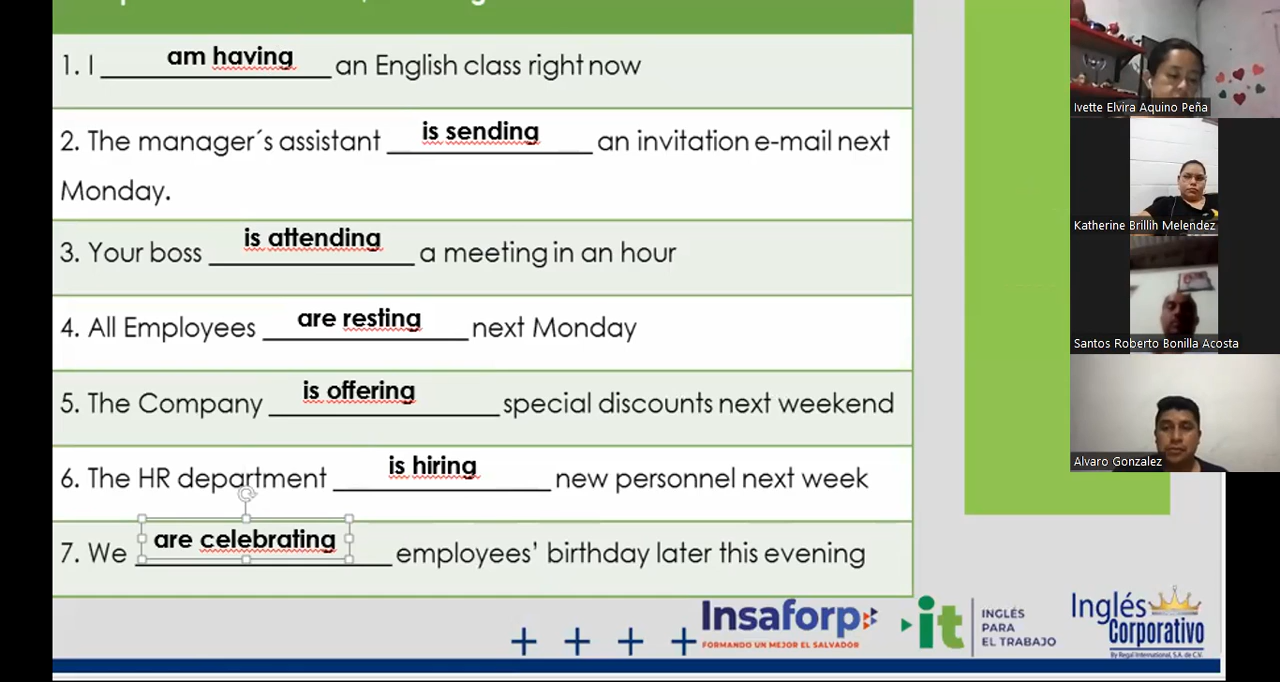 1. I am having an English class right now
2. The manager´s assistant is sending an invitation e-mail next
Monday.
3. Your boss is attending a meeting in an hour
4. All Employees are resting next Monday
5. The Company is offering special discounts next weekend
6. The HR department is hiring new personnel next week
7. We are celebrating employees’ birthday later this evening
Insaforp
FORMANDO UN MEJOR EL SALVADOR
it
INGLÉS
PARA
EL TRABAJO
Inglés
Corporativo
By Regal International, S.A. de C.V.
Ivette Elvira Aquino Peña
Katherine Brillih Melendez
Santos Roberto Bonilla Acosta
Alvaro Gonzalez